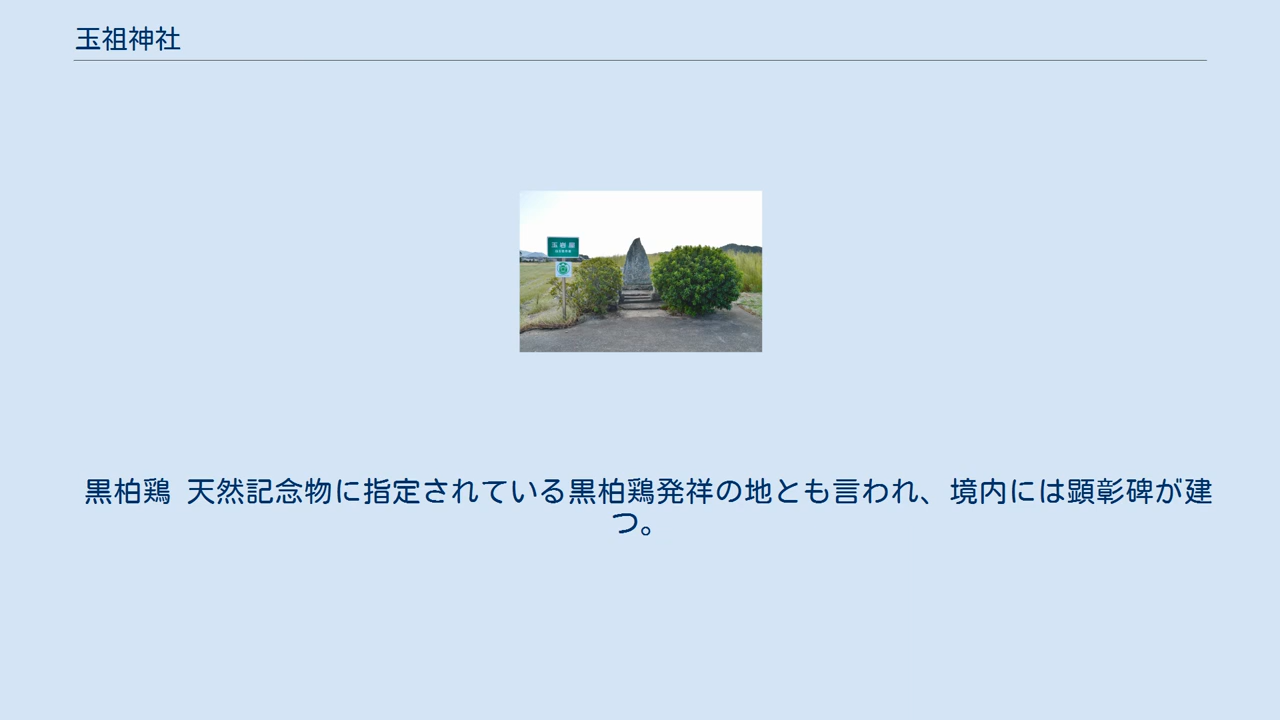 玉祖神社
黒柏鶏 天然記念物に指定されている黒柏鶏発祥の地とも言われ、境内には顕彰碑が建
つ。